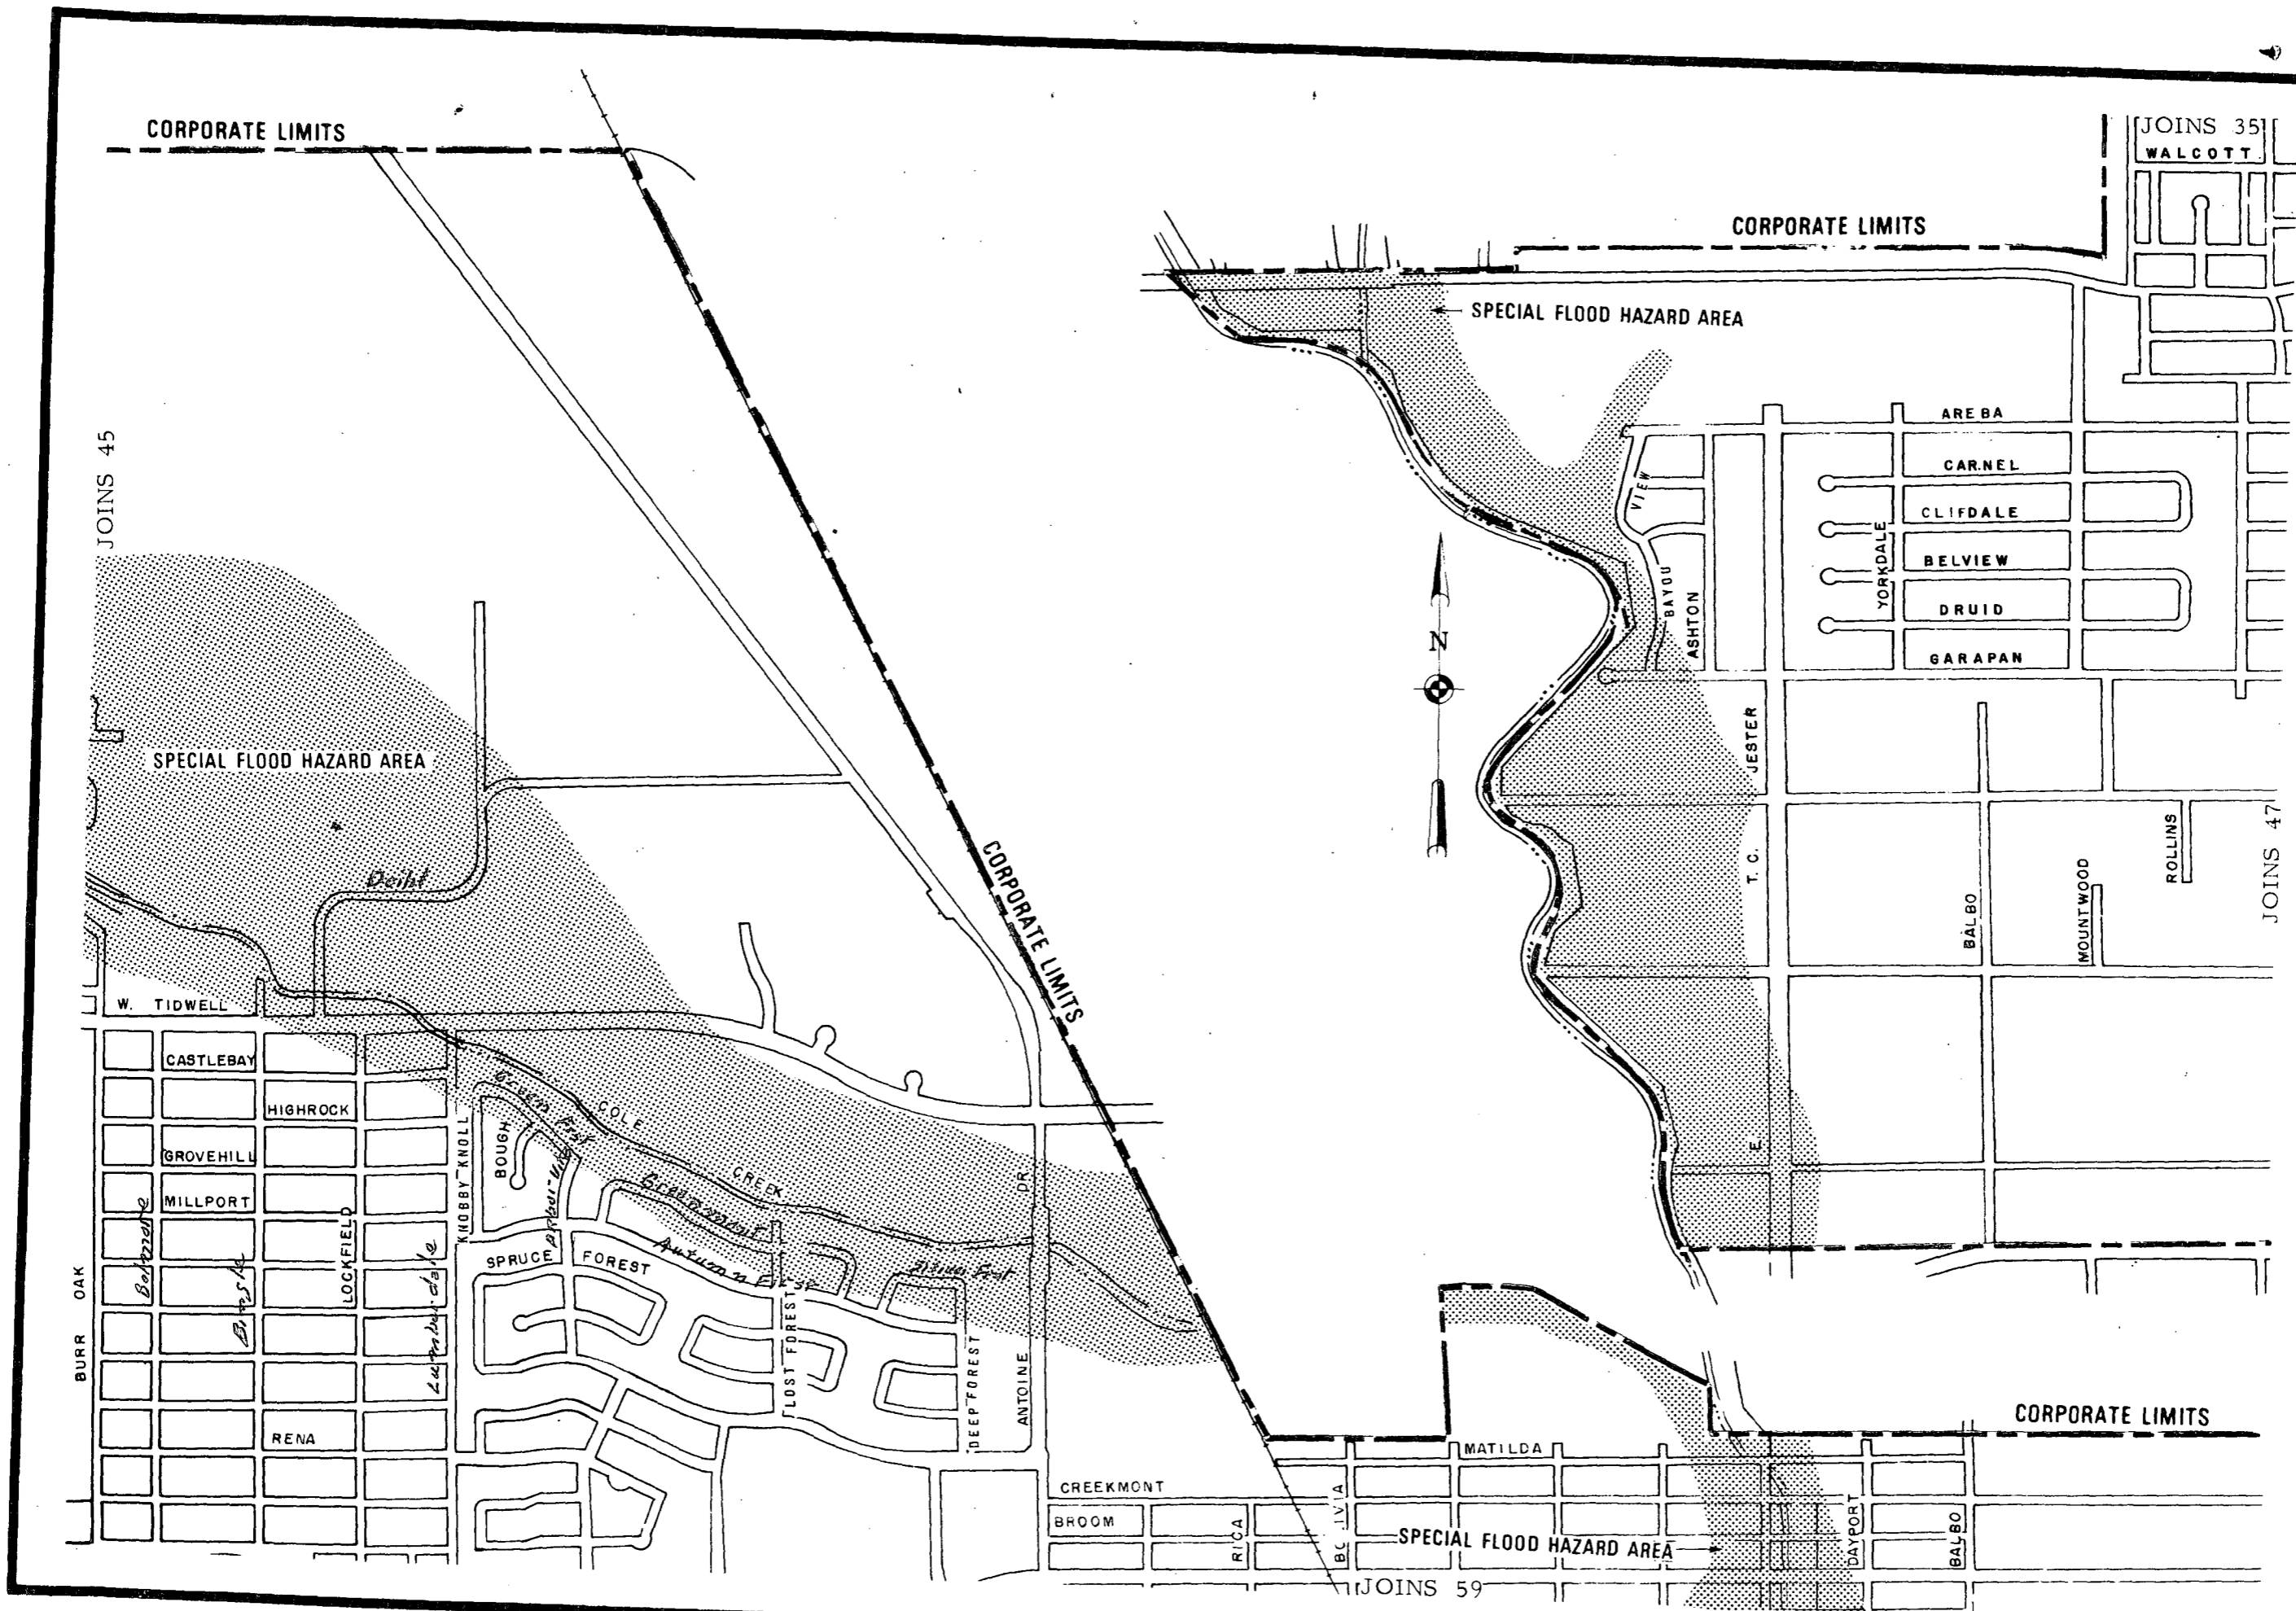 CORPORATE LIMITS
JOINS 35
WALCOTT
CORPORATE LIMITS
SPECIAL FLOOD HAZARD AREA
JOINS 45
AREBA
CARNEL
VIEW
CLIFDALE
YORKDALE
BELVIEW
BAYOU
ASHTON
DRUID
N
GARAPAN
SPECIAL FLOOD HAZARD AREA
JESTER
T. C.
E.
ROLLINS
JOINS 47
MOUNTWOOD
BALBO
CORPORATE LIMITS
Deihl
W. TIDWELL
CASTLEBAY
HIGHROCK
GROVEHILL
MILLPORT
KNOBBY KNOLL
BOUGH
Green
COLE
CREEK
Greenmont
DR
SPRUCE
FOREST
Autumn
LOCKFIELD
BURR OAK
LOST FOREST
DEEP FOREST
ANTOINE
RENA
CORPORATE LIMITS
MATILDA
CREEKMONT
BROOM
RICA
SPECIAL FLOOD HAZARD AREA
DAYPORT
BALBO
JOINS 59